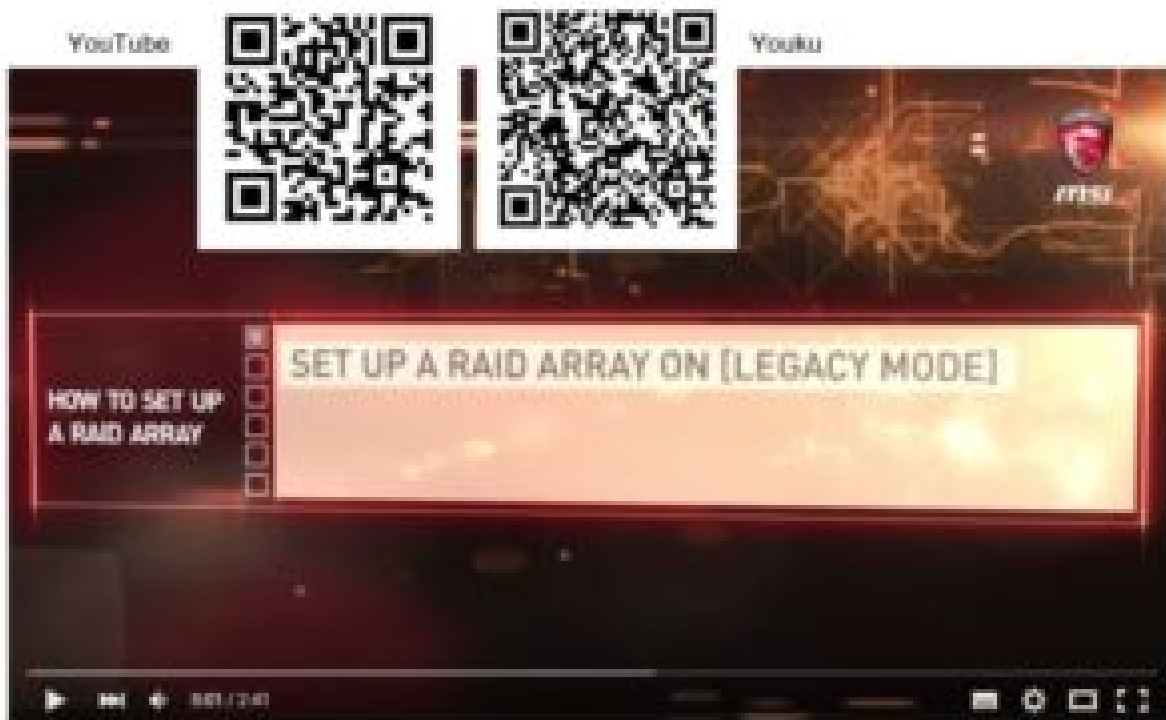 YouTube
Youku
msi
SET UP A RAID ARRAY ON [LEGACY MODE]
HOW TO SET UP
A RAID ARRAY